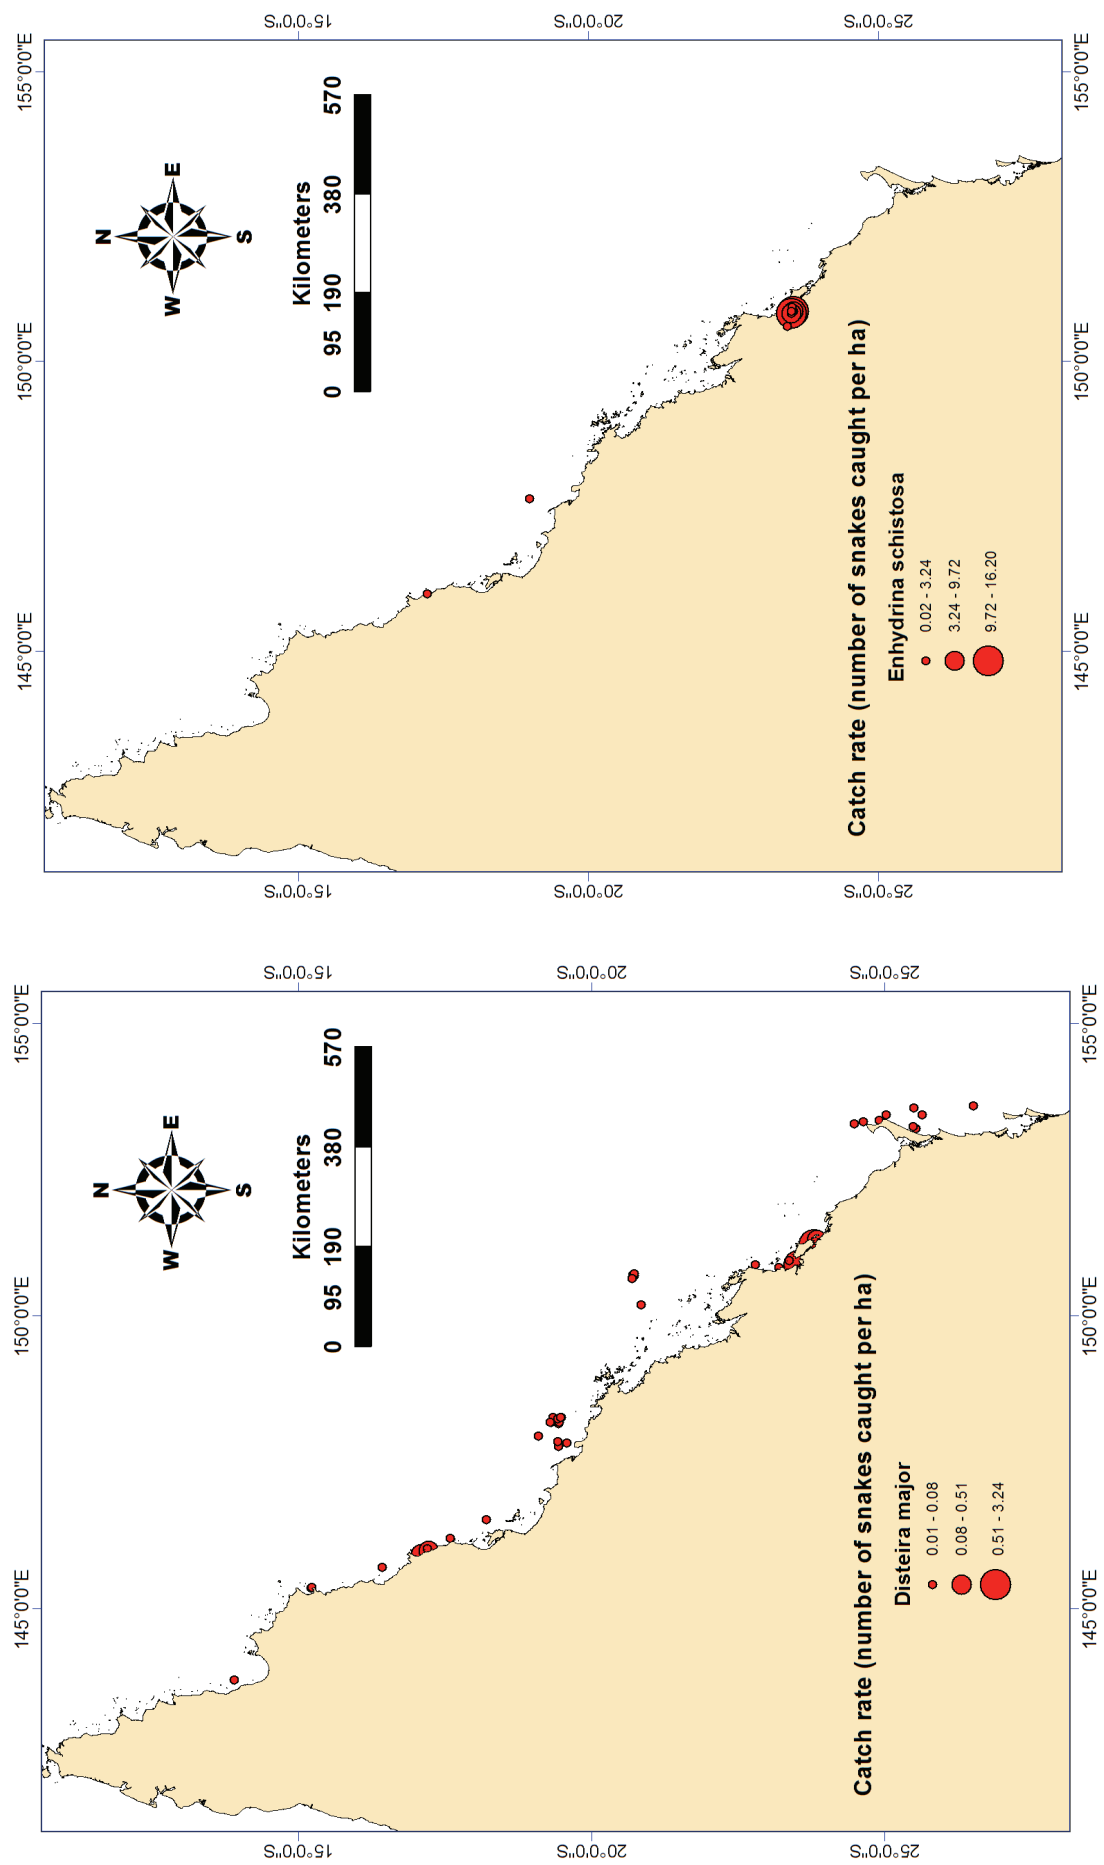 145°0'0"E 150°0'0"E 155°0'0"E
N
W E
S
15°0'0"S 15°0'0"S
Kilometers
0 95 190 380 570
20°0'0"S 20°0'0"S
Catch rate (number of snakes caught per ha)
25°0'0"S 25°0'0"S
Disteira major
0.01 - 0.08
0.08 - 0.51
0.51 - 3.24
145°0'0"E 150°0'0"E 155°0'0"E
145°0'0"E 150°0'0"E 155°0'0"E
N
W E
S
15°0'0"S 15°0'0"S
Kilometers
0 95 190 380 570
20°0'0"S 20°0'0"S
Catch rate (number of snakes caught per ha)
25°0'0"S 25°0'0"S
Enhydrina schistosa
0.02 - 3.24
3.24 - 9.72
9.72 - 16.20
145°0'0"E 150°0'0"E 155°0'0"E